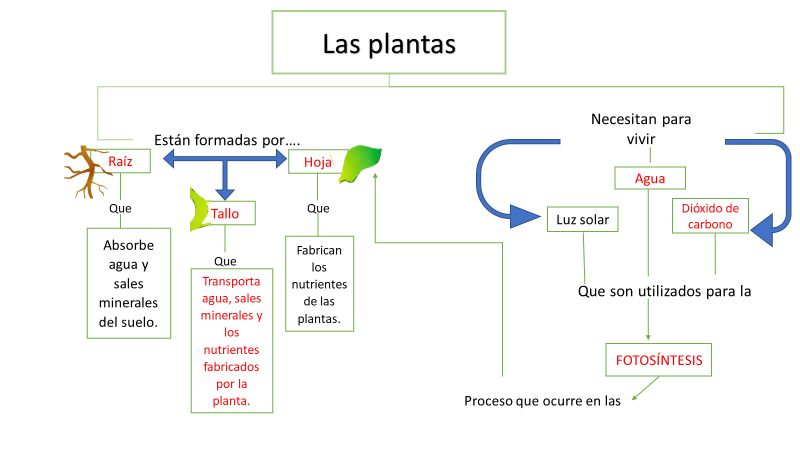 Las plantas
Están formadas por....
Raíz
Hoja
Tallo
Que
Absorbe
agua y
sales
minerales
del suelo.
Que
Transporta
agua, sales
minerales y
los
nutrientes
fabricados
por la
planta.
Que
Fabrican
los
nutrientes
de las
plantas.
Necesitan para
vivir
Agua
Luz solar
Dióxido de
carbono
Que son utilizados para la
FOTOSÍNTESIS
Proceso que ocurre en las